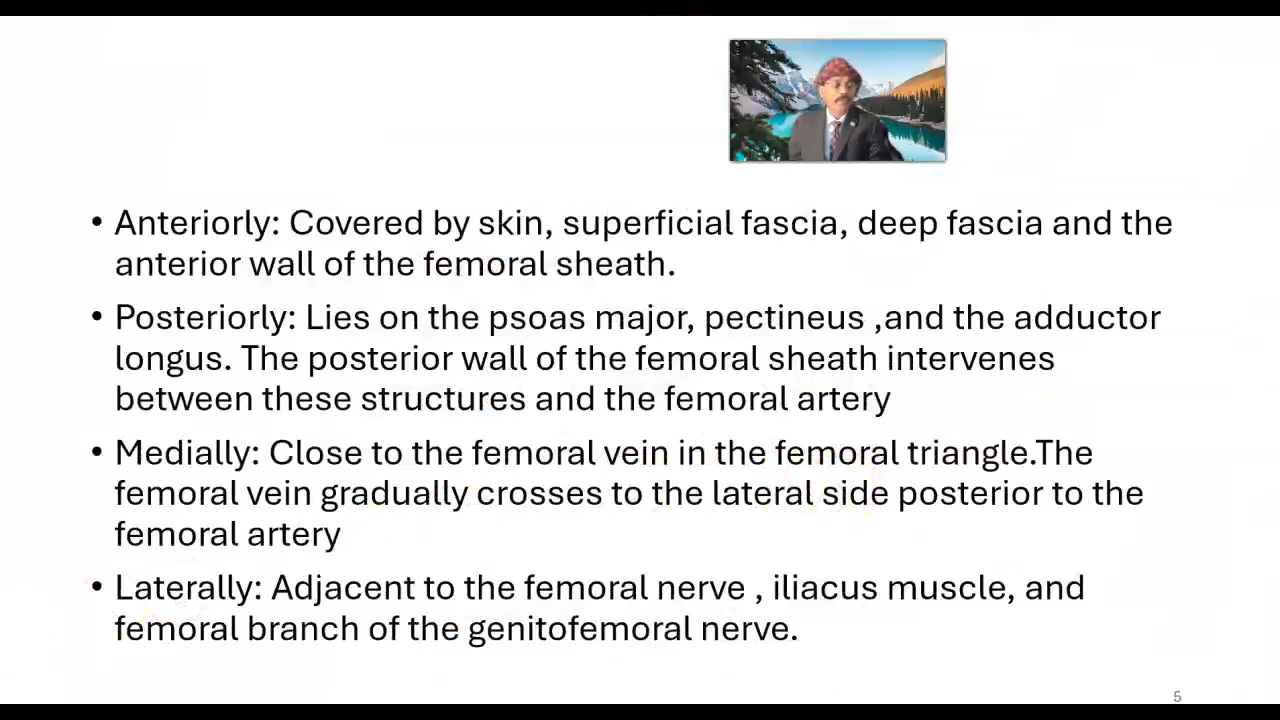 • Anteriorly: Covered by skin, superficial fascia, deep fascia and the
anterior wall of the femoral sheath.
• Posteriorly: Lies on the psoas major, pectineus ,and the adductor
longus. The posterior wall of the femoral sheath intervenes
between these structures and the femoral artery
• Medially: Close to the femoral vein in the femoral triangle.The
femoral vein gradually crosses to the lateral side posterior to the
femoral artery
• Laterally: Adjacent to the femoral nerve , iliacus muscle, and
femoral branch of the genitofemoral nerve.
5